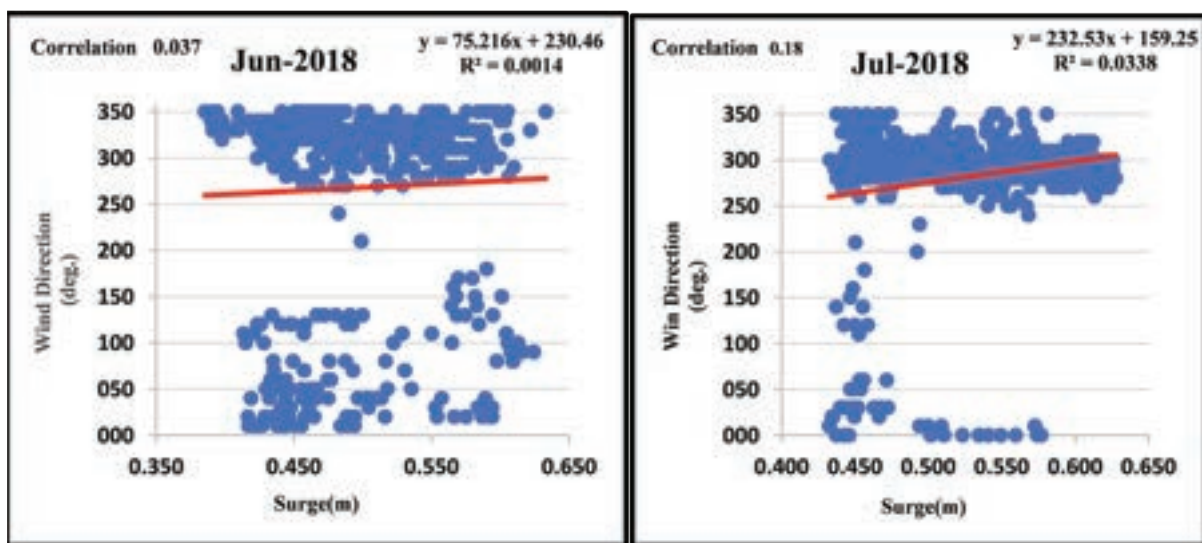 Correlation 0.037
Jun-2018
y = 75.216x + 230.46
R² = 0.0014
350
300
250
200
150
100
050
000
Wind Direction
(deg.)
0.350 0.450 0.550 0.650
Surge(m)
Correlation 0.18
Jul-2018
y = 232.53x + 159.25
R² = 0.0338
350
300
250
200
150
100
050
000
Win Direction
(deg.)
0.400 0.450 0.500 0.550 0.600 0.650
Surge(m)